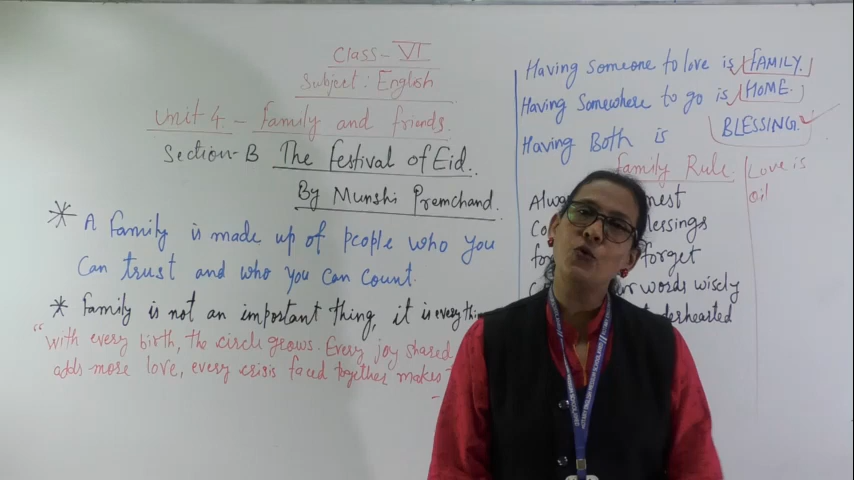 Class - VI
Subject : English
Unit 4. - Family and friends.
Section-B The Festival of Eid.
By Munshi Premchand.
* A Family is made up of people who you
can trust and who you can count.
* Family is not an important thing, it is everything
"with every birth, the circle grows. Every joy shared
adds more love, every crisis faced together makes
Having Someone to love is FAMILY.
Having Somewhere to go is HOME.
Having Both is BLESSING.
Family Rule.
forget
words wisely
Love is
oil